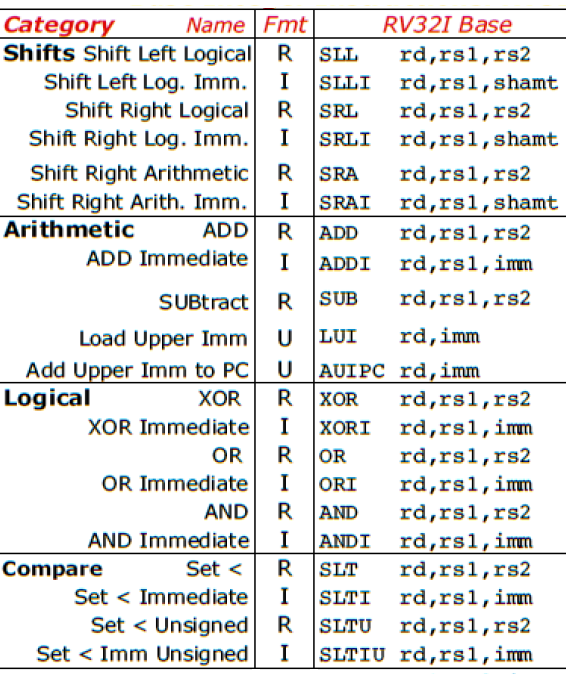 Category Name Fmt RV32I Base
Shifts Shift Left Logical R SLL rd,rs1,rs2
Shift Left Log. Imm. I SLLI rd,rs1,shamt
Shift Right Logical R SRL rd,rs1,rs2
Shift Right Log. Imm. I SRLI rd,rs1,shamt
Shift Right Arithmetic R SRA rd,rs1,rs2
Shift Right Arith. Imm. I SRAI rd,rs1,shamt
Arithmetic ADD R ADD rd,rs1,rs2
ADD Immediate I ADDI rd,rs1,imm
SUBtract R SUB rd,rs1,rs2
Load Upper Imm U LUI rd,imm
Add Upper Imm to PC U AUIPC rd,imm
Logical XOR R XOR rd,rs1,rs2
XOR Immediate I XORI rd,rs1,imm
OR R OR rd,rs1,rs2
OR Immediate I ORI rd,rs1,imm
AND R AND rd,rs1,rs2
AND Immediate I ANDI rd,rs1,imm
Compare Set < R SLT rd,rs1,rs2
Set < Immediate I SLTI rd,rs1,imm
Set < Unsigned R SLTU rd,rs1,rs2
Set < Imm Unsigned I SLTIU rd,rs1,imm